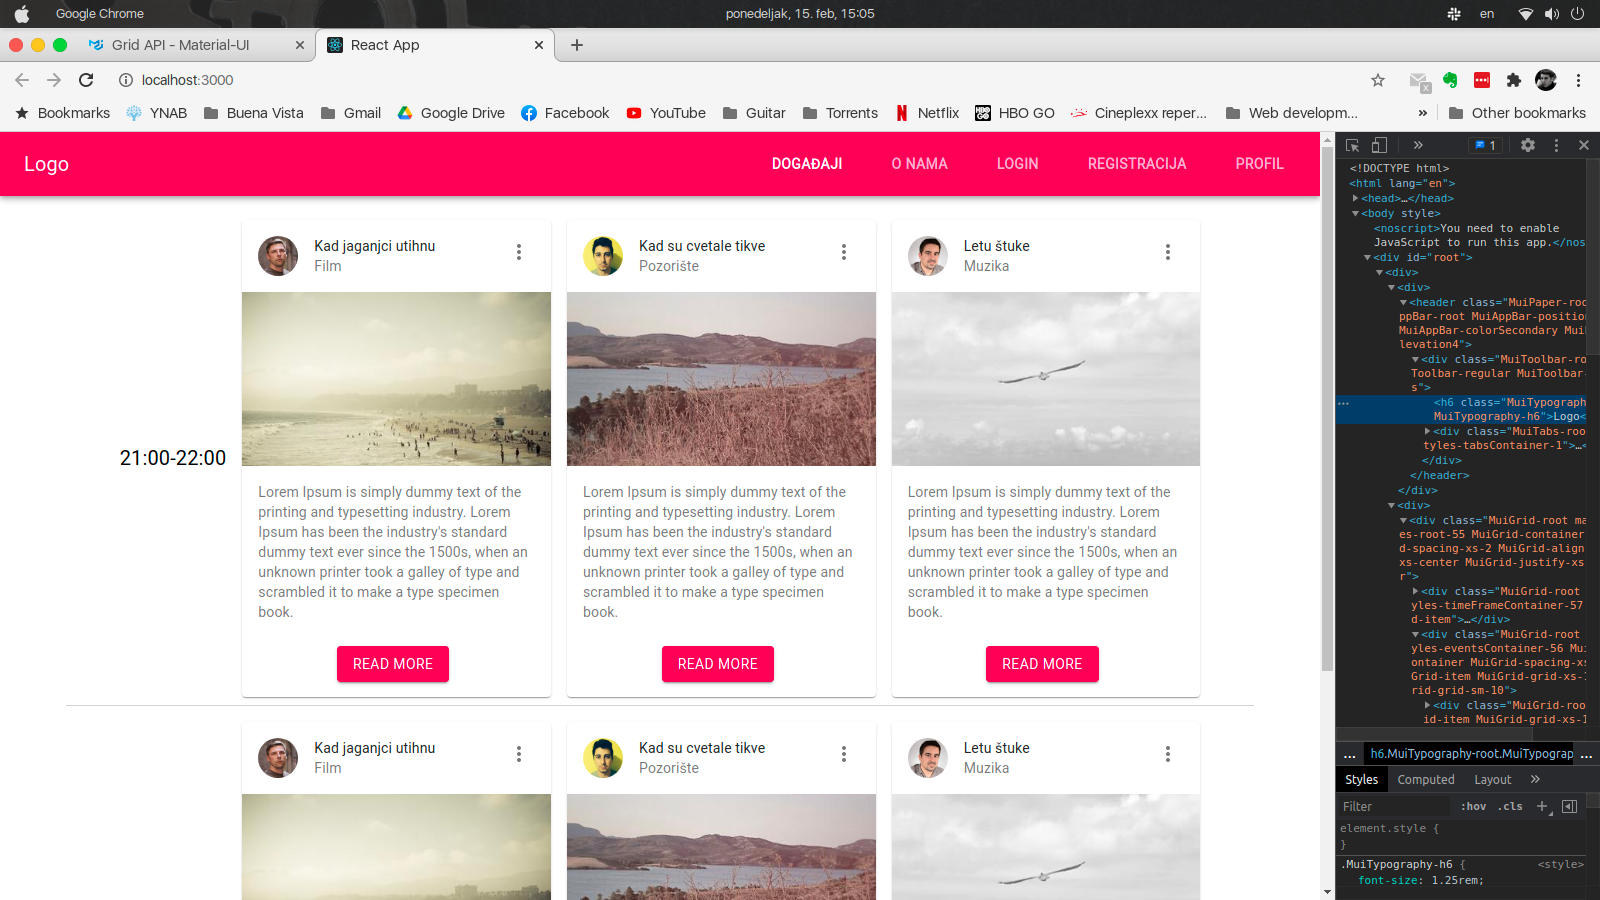 Google Chrome
ponedeljak, 15. feb, 15:05
en
Grid API - Material-UI
React App
localhost:3000
Bookmarks YNAB Buena Vista Gmail Google Drive Facebook YouTube Guitar Torrents Netflix HBO GO Cineplexx reper... Web developm... » Other bookmarks
Logo
DOGAĐAJI O NAMA LOGIN REGISTRACIJA PROFIL
21:00-22:00
Kad jaganjci utihnu
Film
Lorem Ipsum is simply dummy text of the
printing and typesetting industry. Lorem
Ipsum has been the industry's standard
dummy text ever since the 1500s, when an
unknown printer took a galley of type and
scrambled it to make a type specimen
book.
READ MORE
Kad su cvetale tikve
Pozorište
Lorem Ipsum is simply dummy text of the
printing and typesetting industry. Lorem
Ipsum has been the industry's standard
dummy text ever since the 1500s, when an
unknown printer took a galley of type and
scrambled it to make a type specimen
book.
READ MORE
Letu štuke
Muzika
Lorem Ipsum is simply dummy text of the
printing and typesetting industry. Lorem
Ipsum has been the industry's standard
dummy text ever since the 1500s, when an
unknown printer took a galley of type and
scrambled it to make a type specimen
book.
READ MORE
Kad jaganjci utihnu
Film
Kad su cvetale tikve
Pozorište
Letu štuke
Muzika
» 1
<!DOCTYPE html>
<html lang="en">
<head>…</head>
<body style>
<noscript>You need to enable
JavaScript to run this app.</nos
<div id="root">
<div>
<div>
<header class="MuiPaper-roo
ppBar-root MuiAppBar-position
MuiAppBar-colorSecondary Mui
levation4">
<div class="MuiToolbar-ro
Toolbar-regular MuiToolbar-
s">
<h6 class="MuiTypograph
MuiTypography-h6">Logo<
<div class="MuiTabs-roo
tyles-tabsContainer-1">…<
</div>
</header>
</div>
<div>
<div class="MuiGrid-root ma
es-root-55 MuiGrid-container
d-spacing-xs-2 MuiGrid-align
xs-center MuiGrid-justify-xs
r">
<div class="MuiGrid-root
yles-timeFrameContainer-57
d-item">…</div>
<div class="MuiGrid-root
yles-eventsContainer-56 Mui
ontainer MuiGrid-spacing-xs
Grid-item MuiGrid-grid-xs-1
rid-grid-sm-10">
<div class="MuiGrid-roo
id-item MuiGrid-grid-xs-1
... h6.MuiTypography-root.MuiTypograp ...
Styles Computed Layout »
Filter :hov .cls +
element.style {
}
.MuiTypography-h6 { <style>
font-size: 1.25rem;